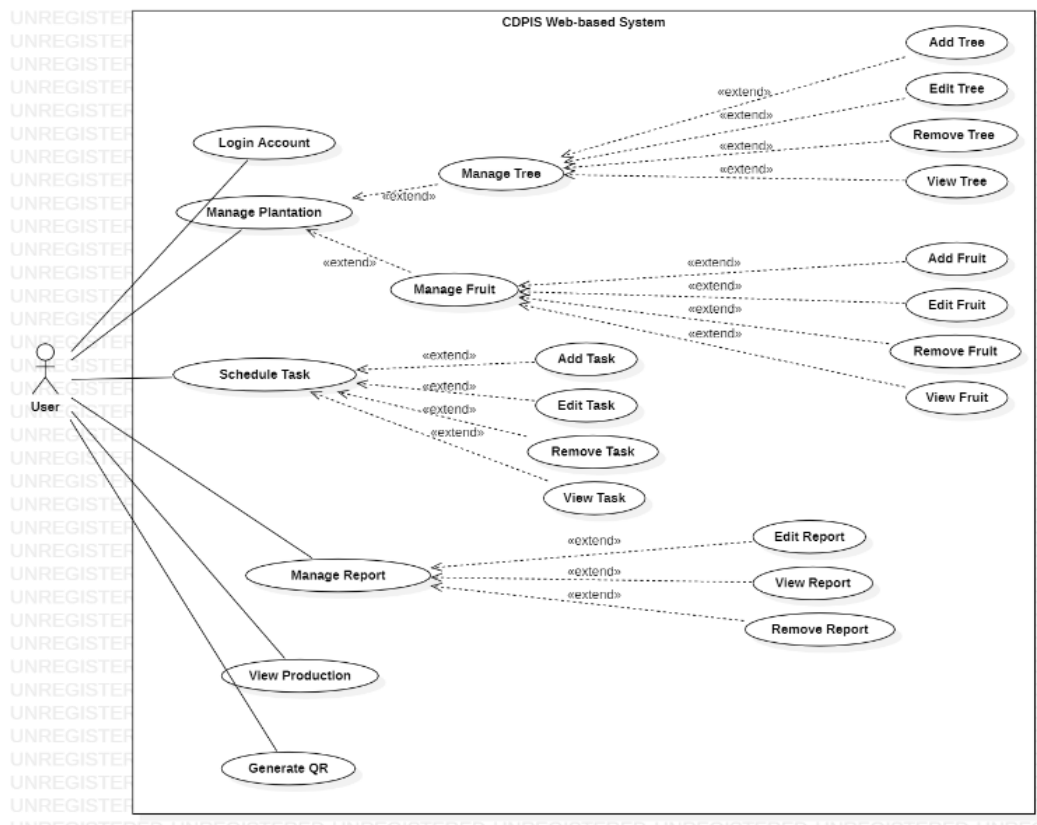 CDPIS Web-based System
Add Tree
«extend»
Edit Tree
«extend»
Login Account
Remove Tree
«extend»
Manage Tree
«extend»
View Tree
«extend»
Manage Plantation
Add Fruit
«extend»
«extend»
Manage Fruit
«extend»
Edit Fruit
«extend»
«extend»
Remove Fruit
«extend»
Add Task
Schedule Task
«extend»
View Fruit
User
Edit Task
«extend»
«extend»
Remove Task
View Task
Edit Report
«extend»
Manage Report
«extend»
View Report
«extend»
Remove Report
View Production
Generate QR
UNREGISTERED